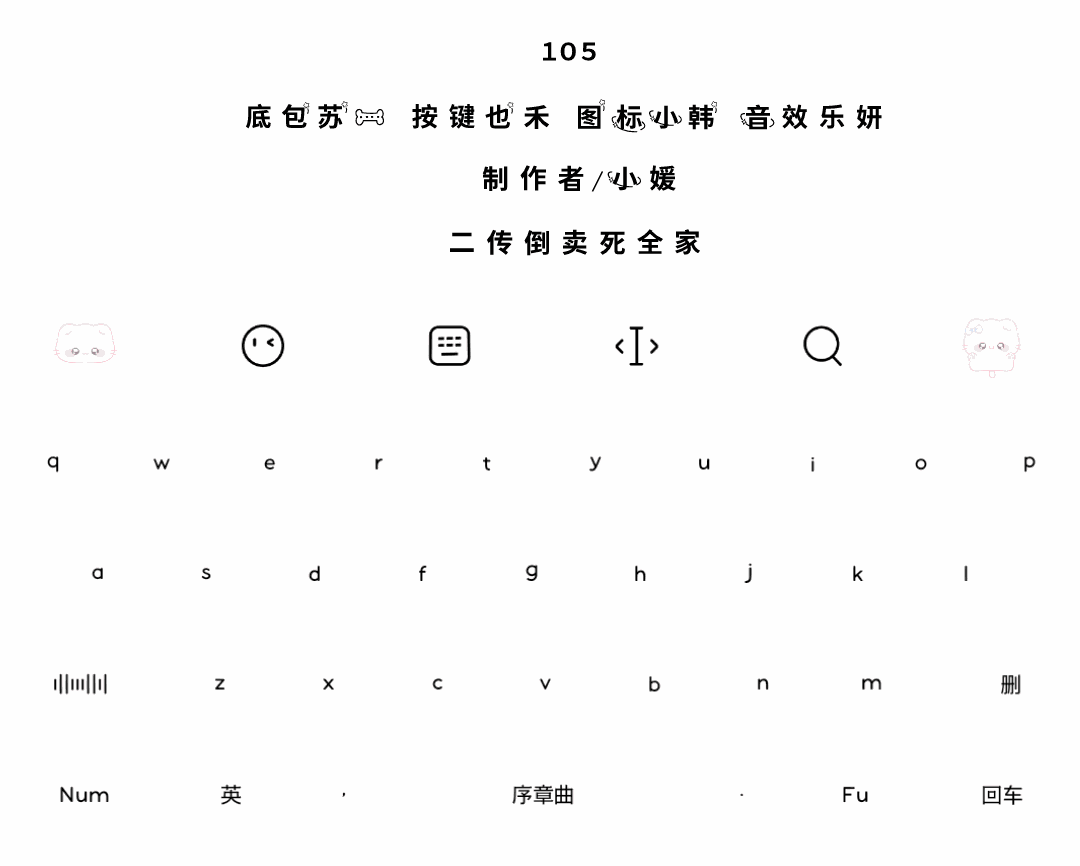 105
底包苏 按键也禾 图标小韩 音效乐妍
制作者/小媛
二传倒卖死全家
q w e r t y u i o p
a s d f g h j k l
z x c v b n m 删
Num 英 , 序章曲 . Fu 回车